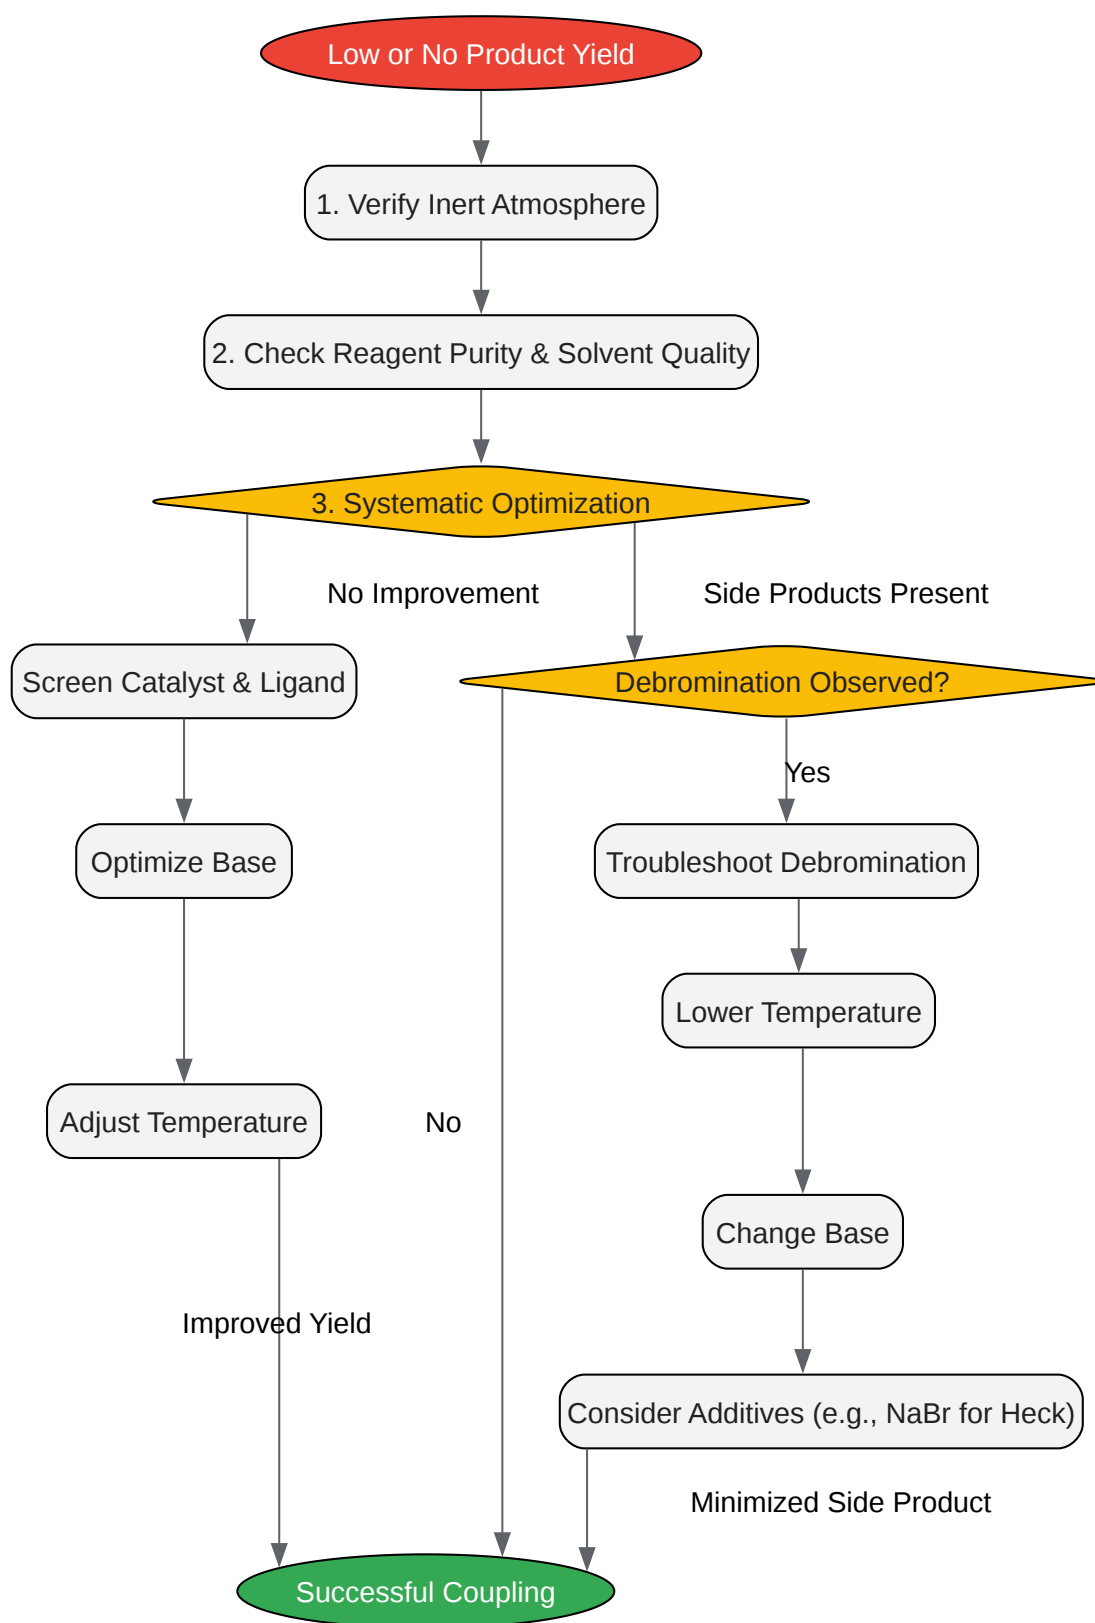 Low or No Product Yield
1. Verify Inert Atmosphere
2. Check Reagent Purity & Solvent Quality
3. Systematic Optimization
No Improvement
Side Products Present
Screen Catalyst & Ligand
Debromination Observed?
Yes
Optimize Base
Troubleshoot Debromination
Lower Temperature
Adjust Temperature
No
Change Base
Improved Yield
Consider Additives (e.g., NaBr for Heck)
Minimized Side Product
Successful Coupling